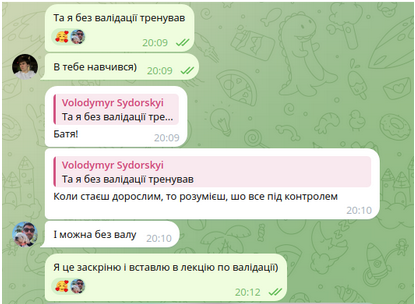 Та я без валідації тренував
20:09
В тебе навчився)
20:09
Volodymyr Sydorskyi
Та я без валідації тре...
Батя!
20:09
Volodymyr Sydorskyi
Та я без валідації тренував
Коли стаєш дорослим, то розумієш, шо все під контролем
20:10
І можна без валу
20:10
Я це заскріню і вставлю в лекцію по валідації)
20:12